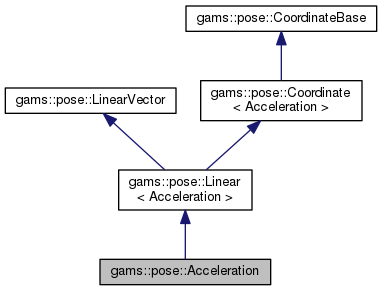 gams::pose::CoordinateBase
gams::pose::LinearVector
gams::pose::Coordinate
< Acceleration >
gams::pose::Linear
< Acceleration >
gams::pose::Acceleration